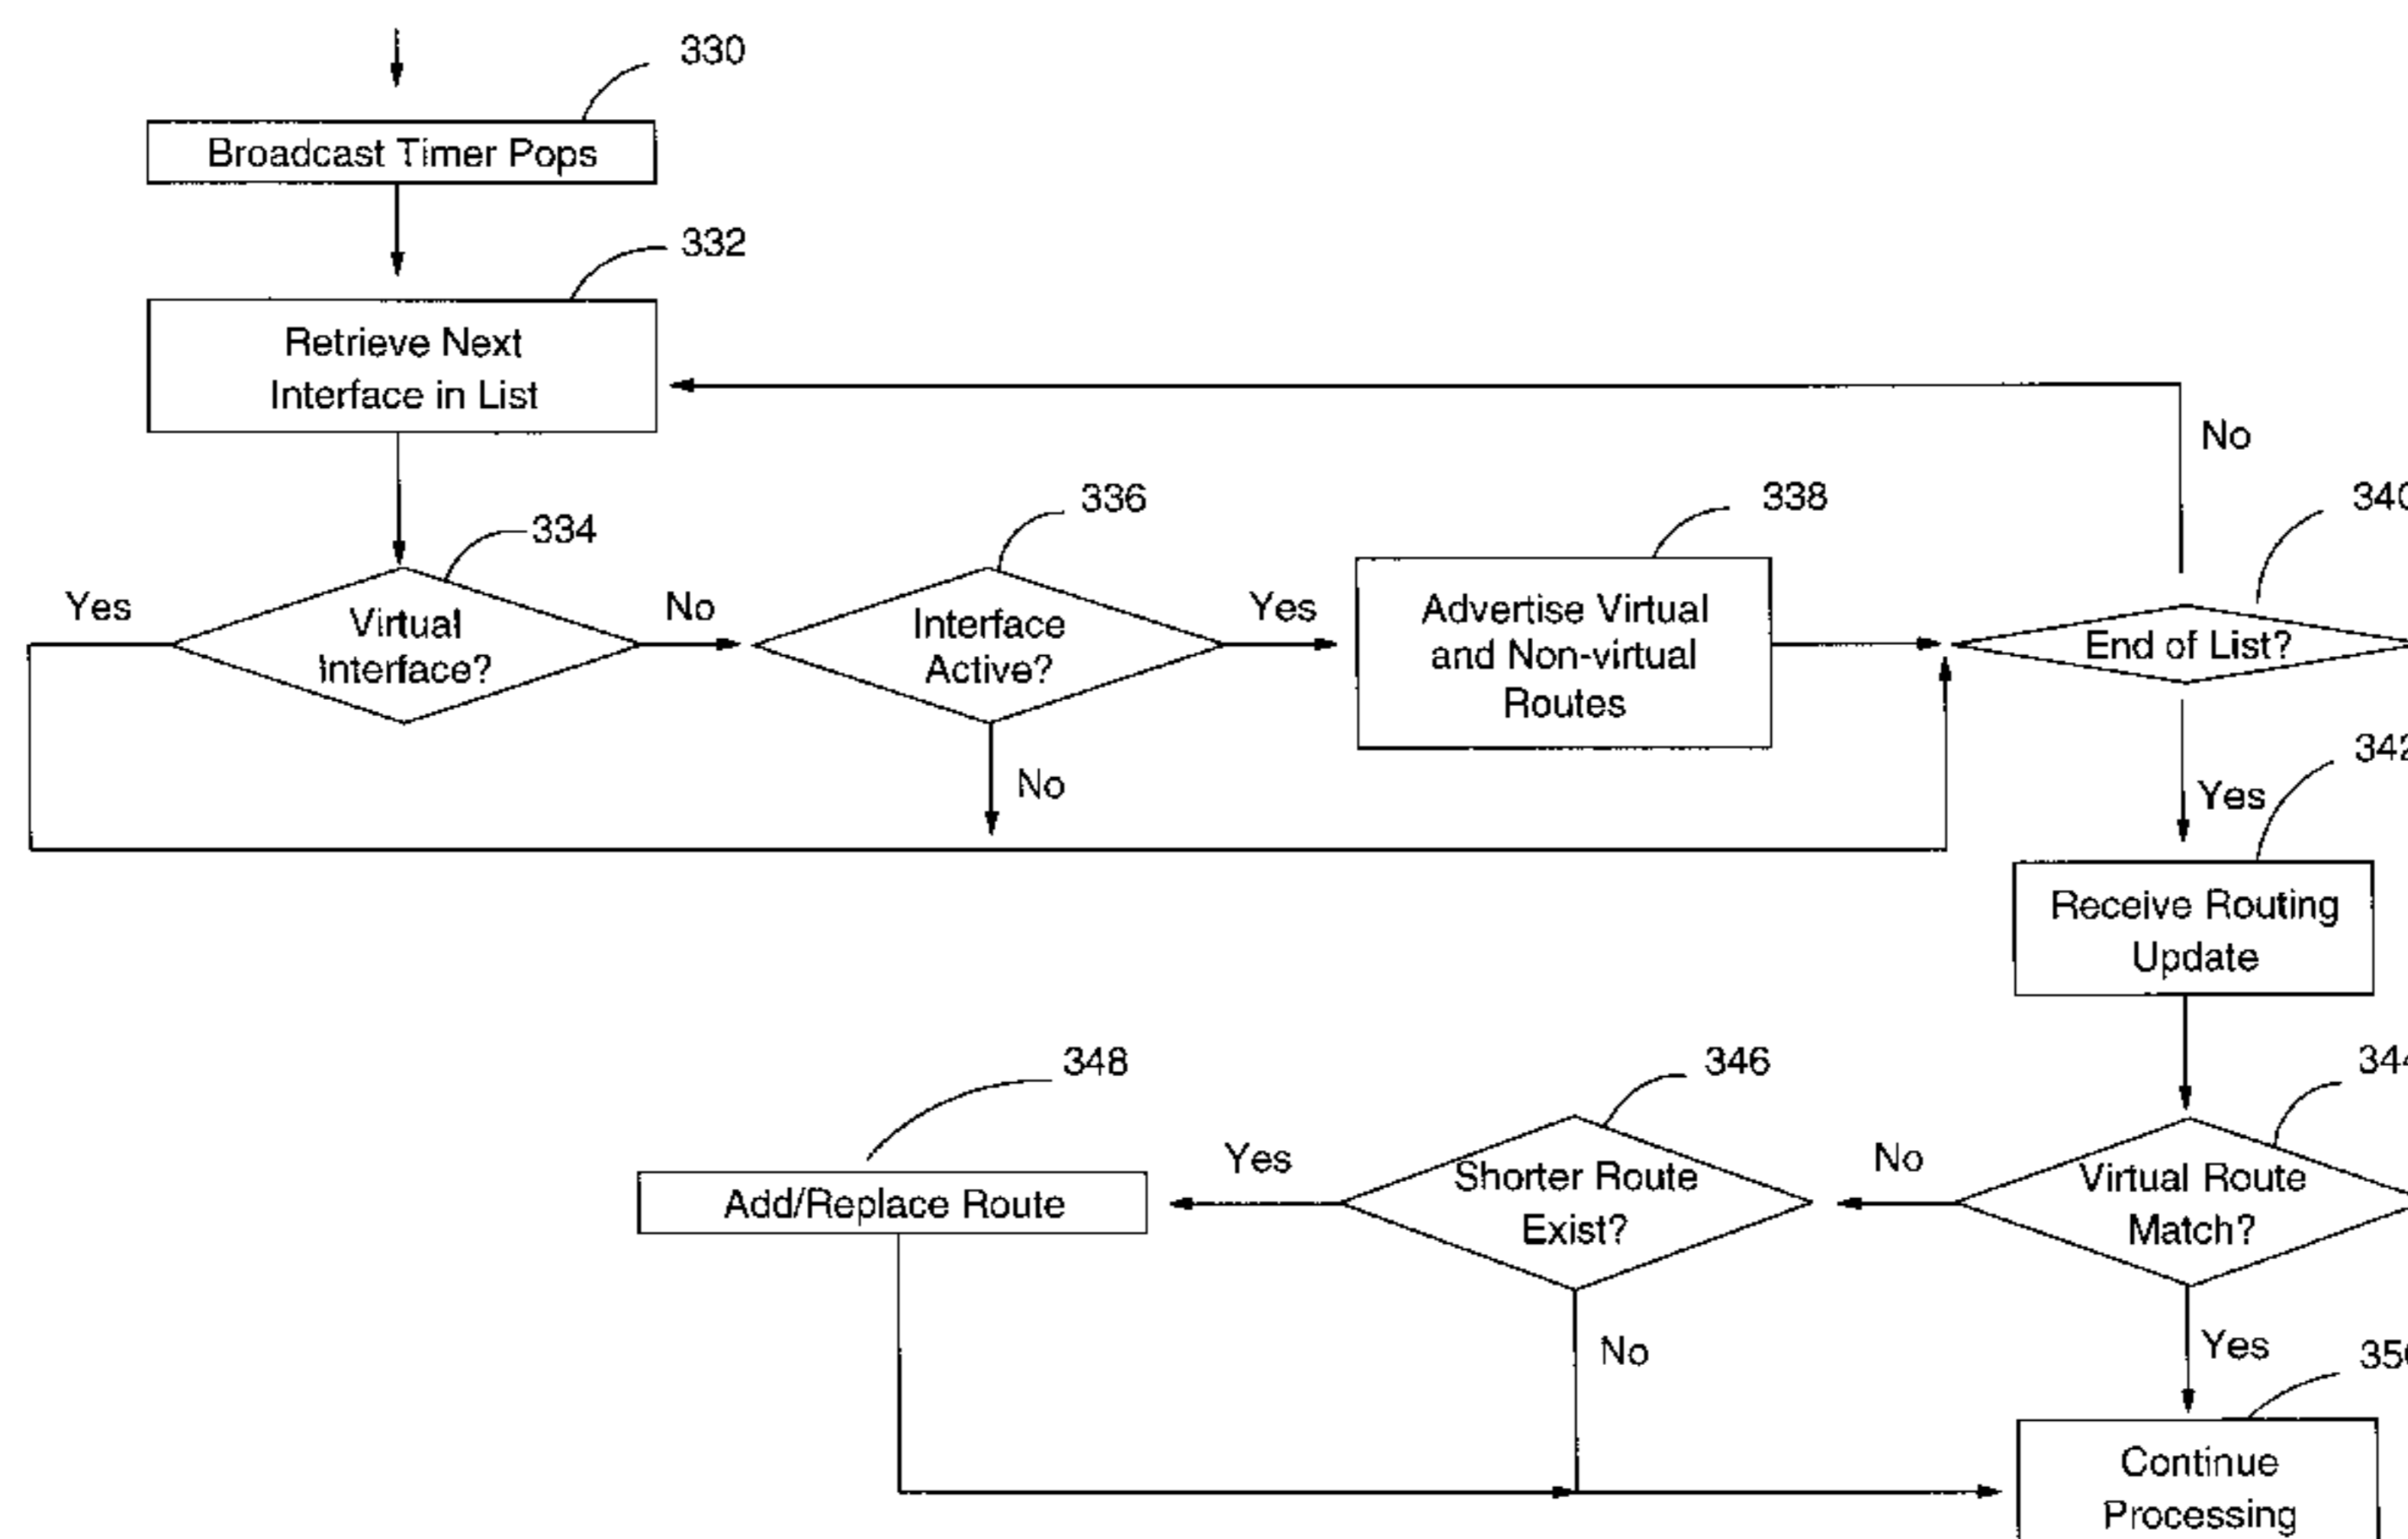 330
Broadcast Timer Pops
332
Retrieve Next
Interface in List
No
334
336
338
Yes
Virtual
Interface?
No
Interface
Active?
Yes
Advertise Virtual
and Non-virtual
Routes
End of List?
No
342
Yes
Receive Routing
Update
348
346
Add/Replace Route
Yes
Shorter Route
Exist?
No
Virtual Route
Match?
No
Yes
Continue
Processing